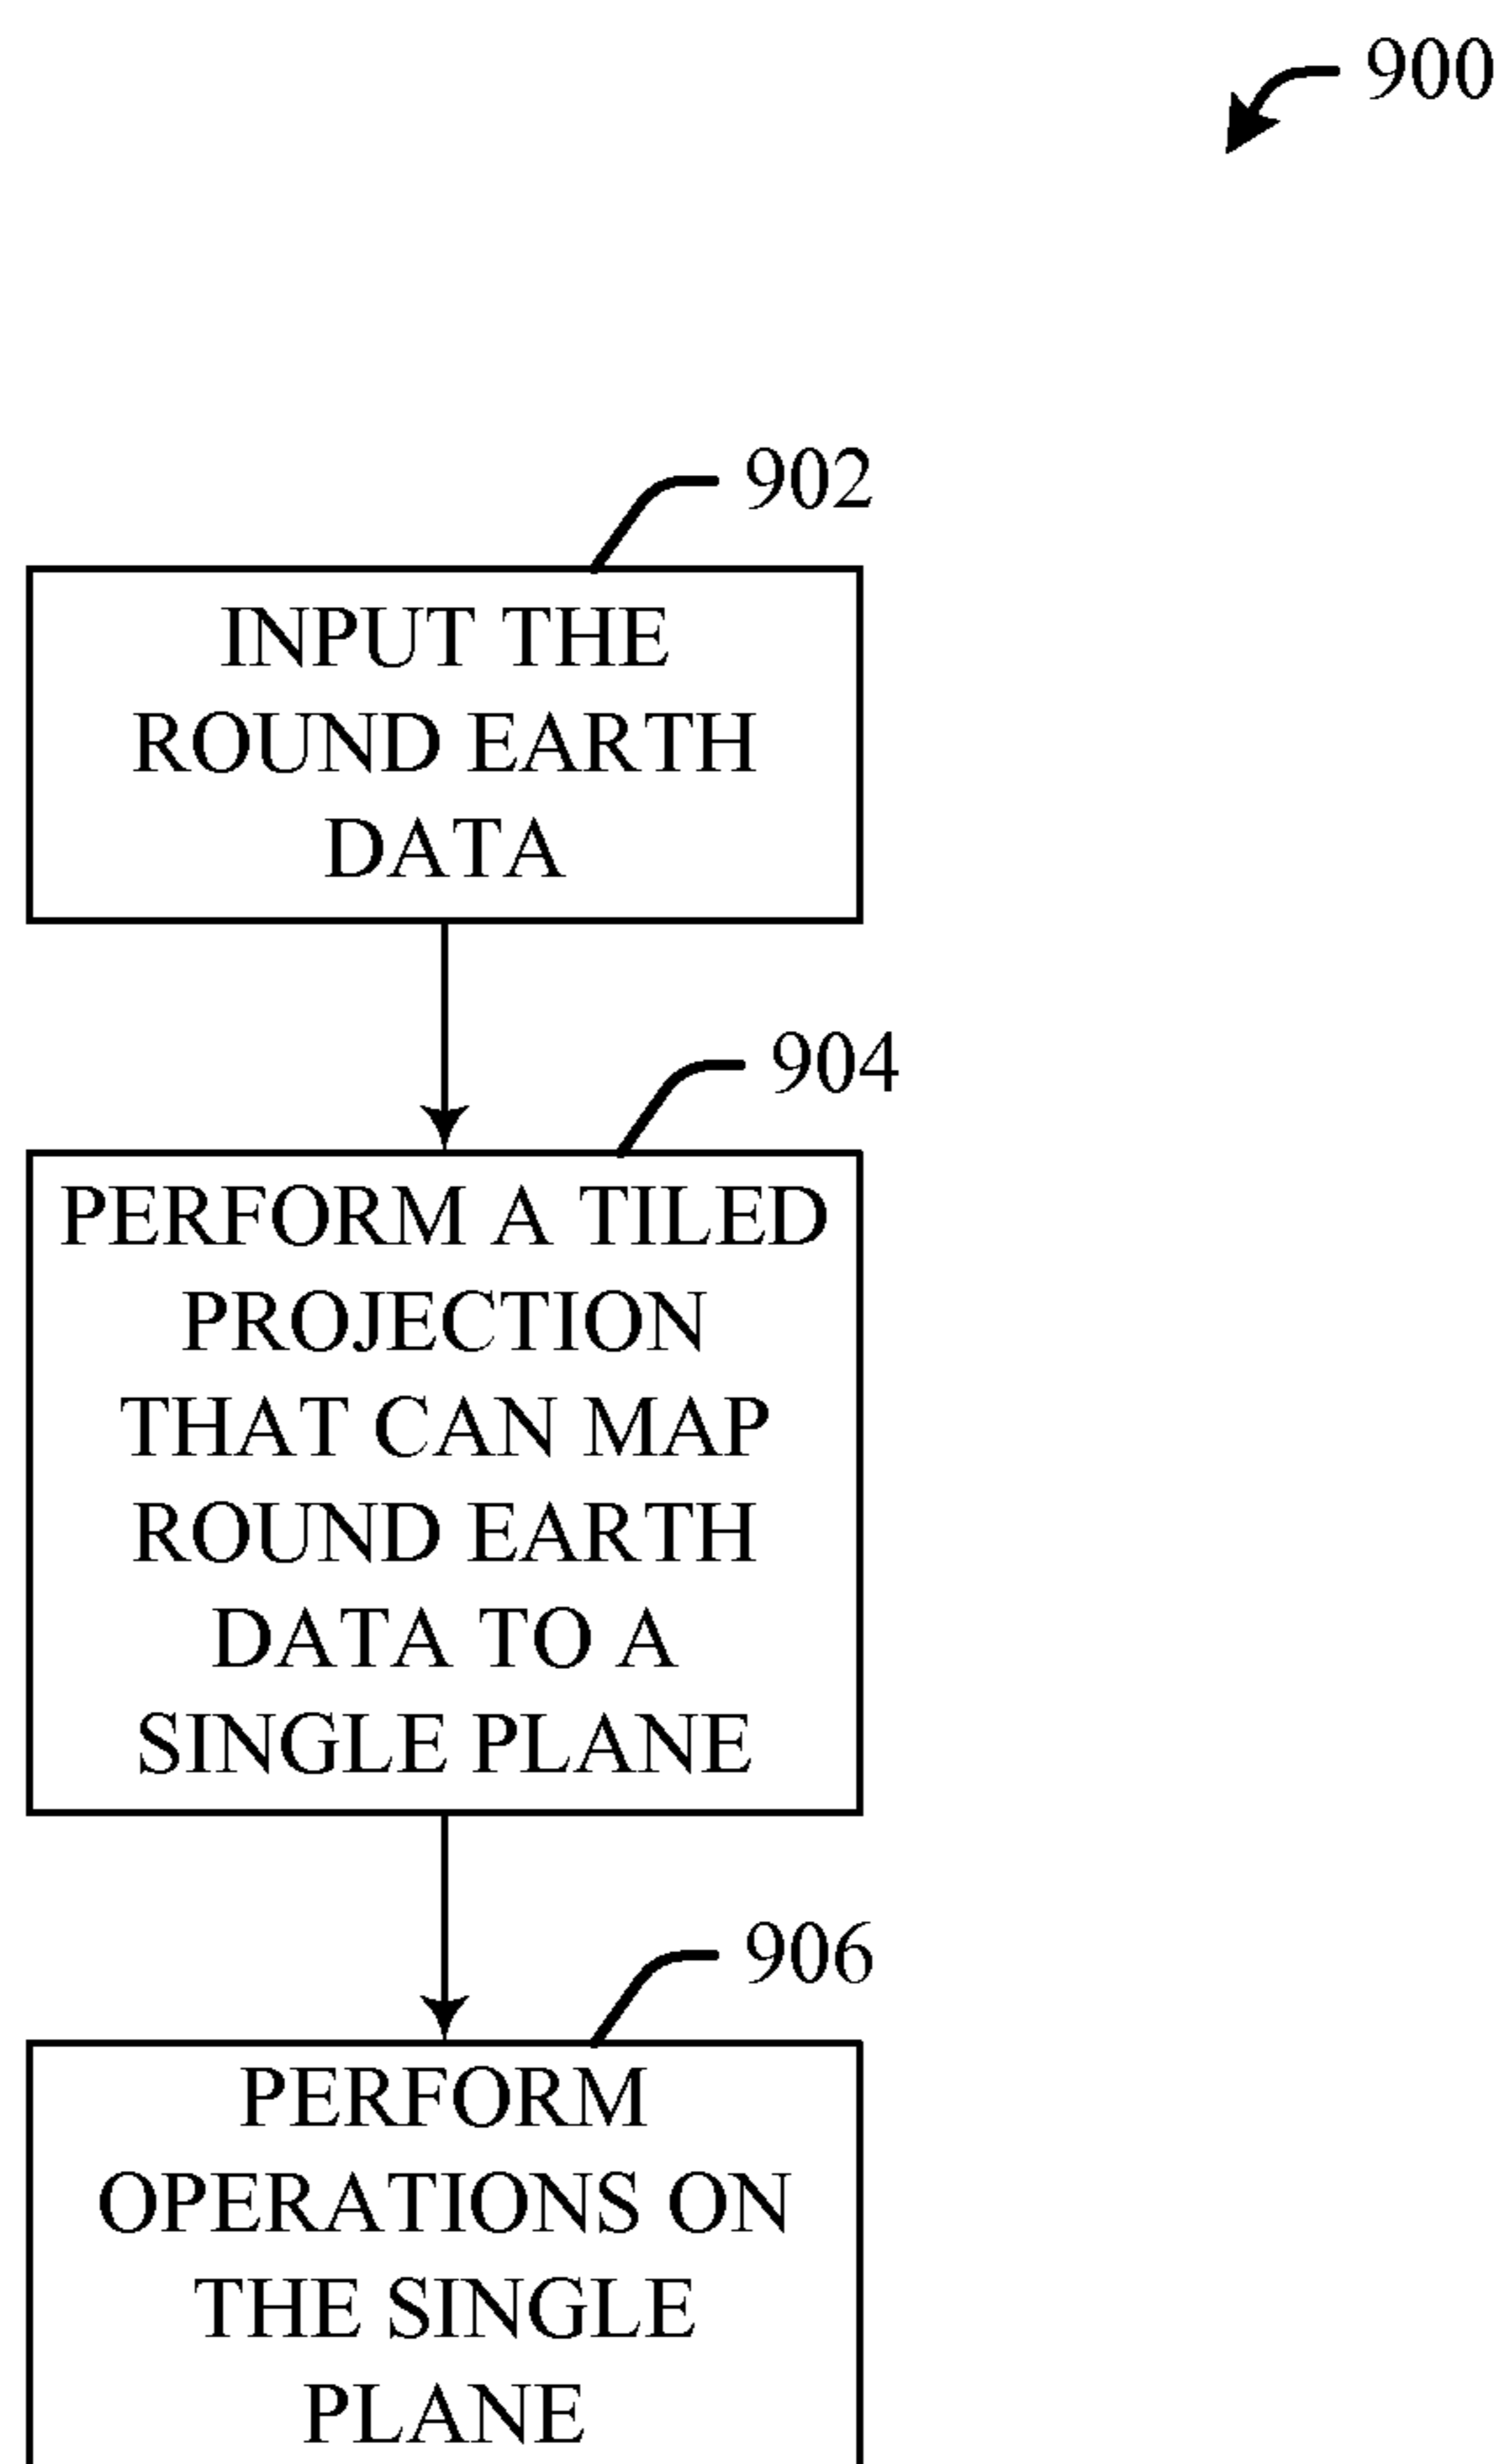 900
902
INPUT THE
ROUND EARTH
DATA
904
PERFORM A TILED
PROJECTION
THAT CAN MAP
ROUND EARTH
DATA TO A
SINGLE PLANE
906
PERFORM
OPERATIONS ON
THE SINGLE
PLANE